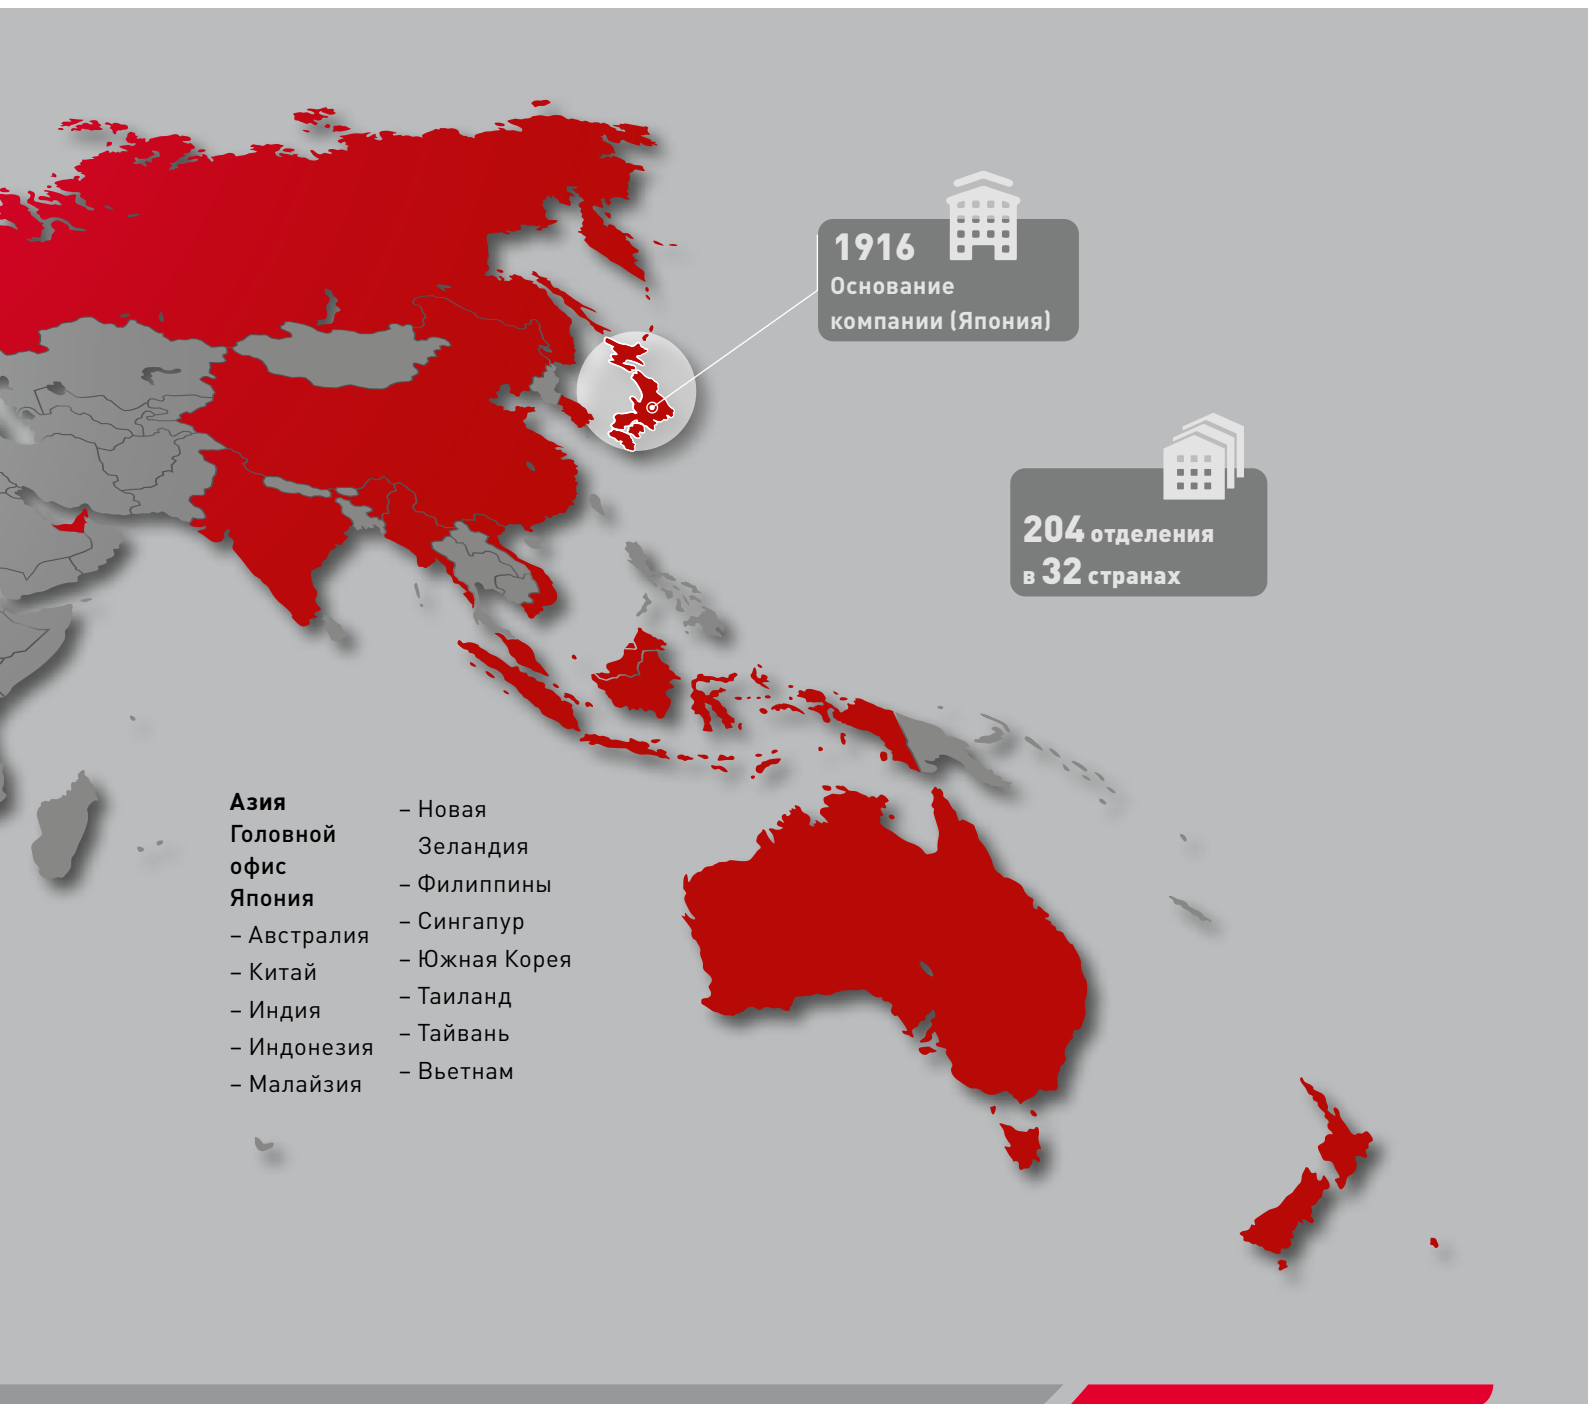 1916
Основание
компании (Япония)
204 отделения
в 32 странах
Азия
Головной
офис
Япония
– Австралия
– Китай
– Индия
– Индонезия
– Малайзия
– Новая
Зеландия
– Филиппины
– Сингапур
– Южная Корея
– Таиланд
– Тайвань
– Вьетнам